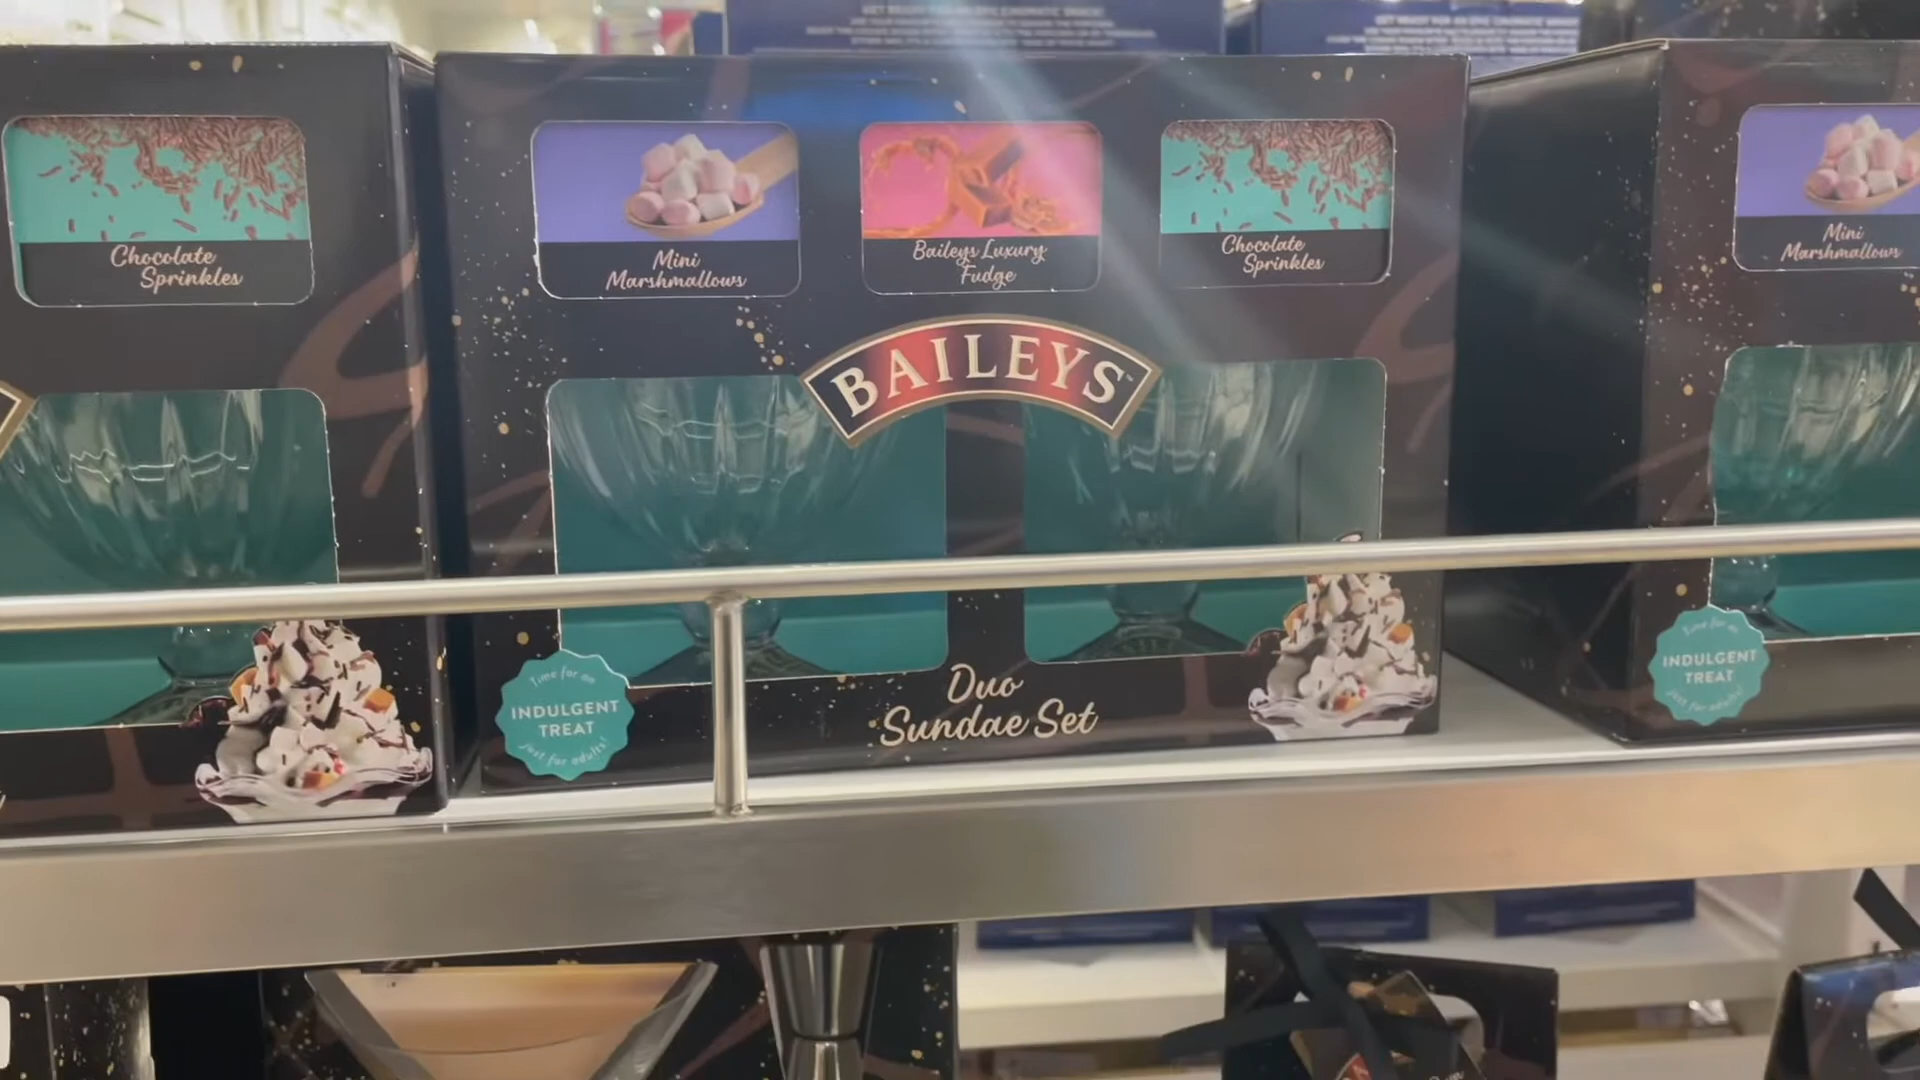 Chocolate
Sprinkles
Mini
Marshmallows
Baileys Luxury
Fudge
Chocolate
Sprinkles
Mini
Marshmallows
BAILEYS
Time for an
INDULGENT
TREAT
just for adults!
Duo
Sundae Set
Time for an
INDULGENT
TREAT
just for adults!